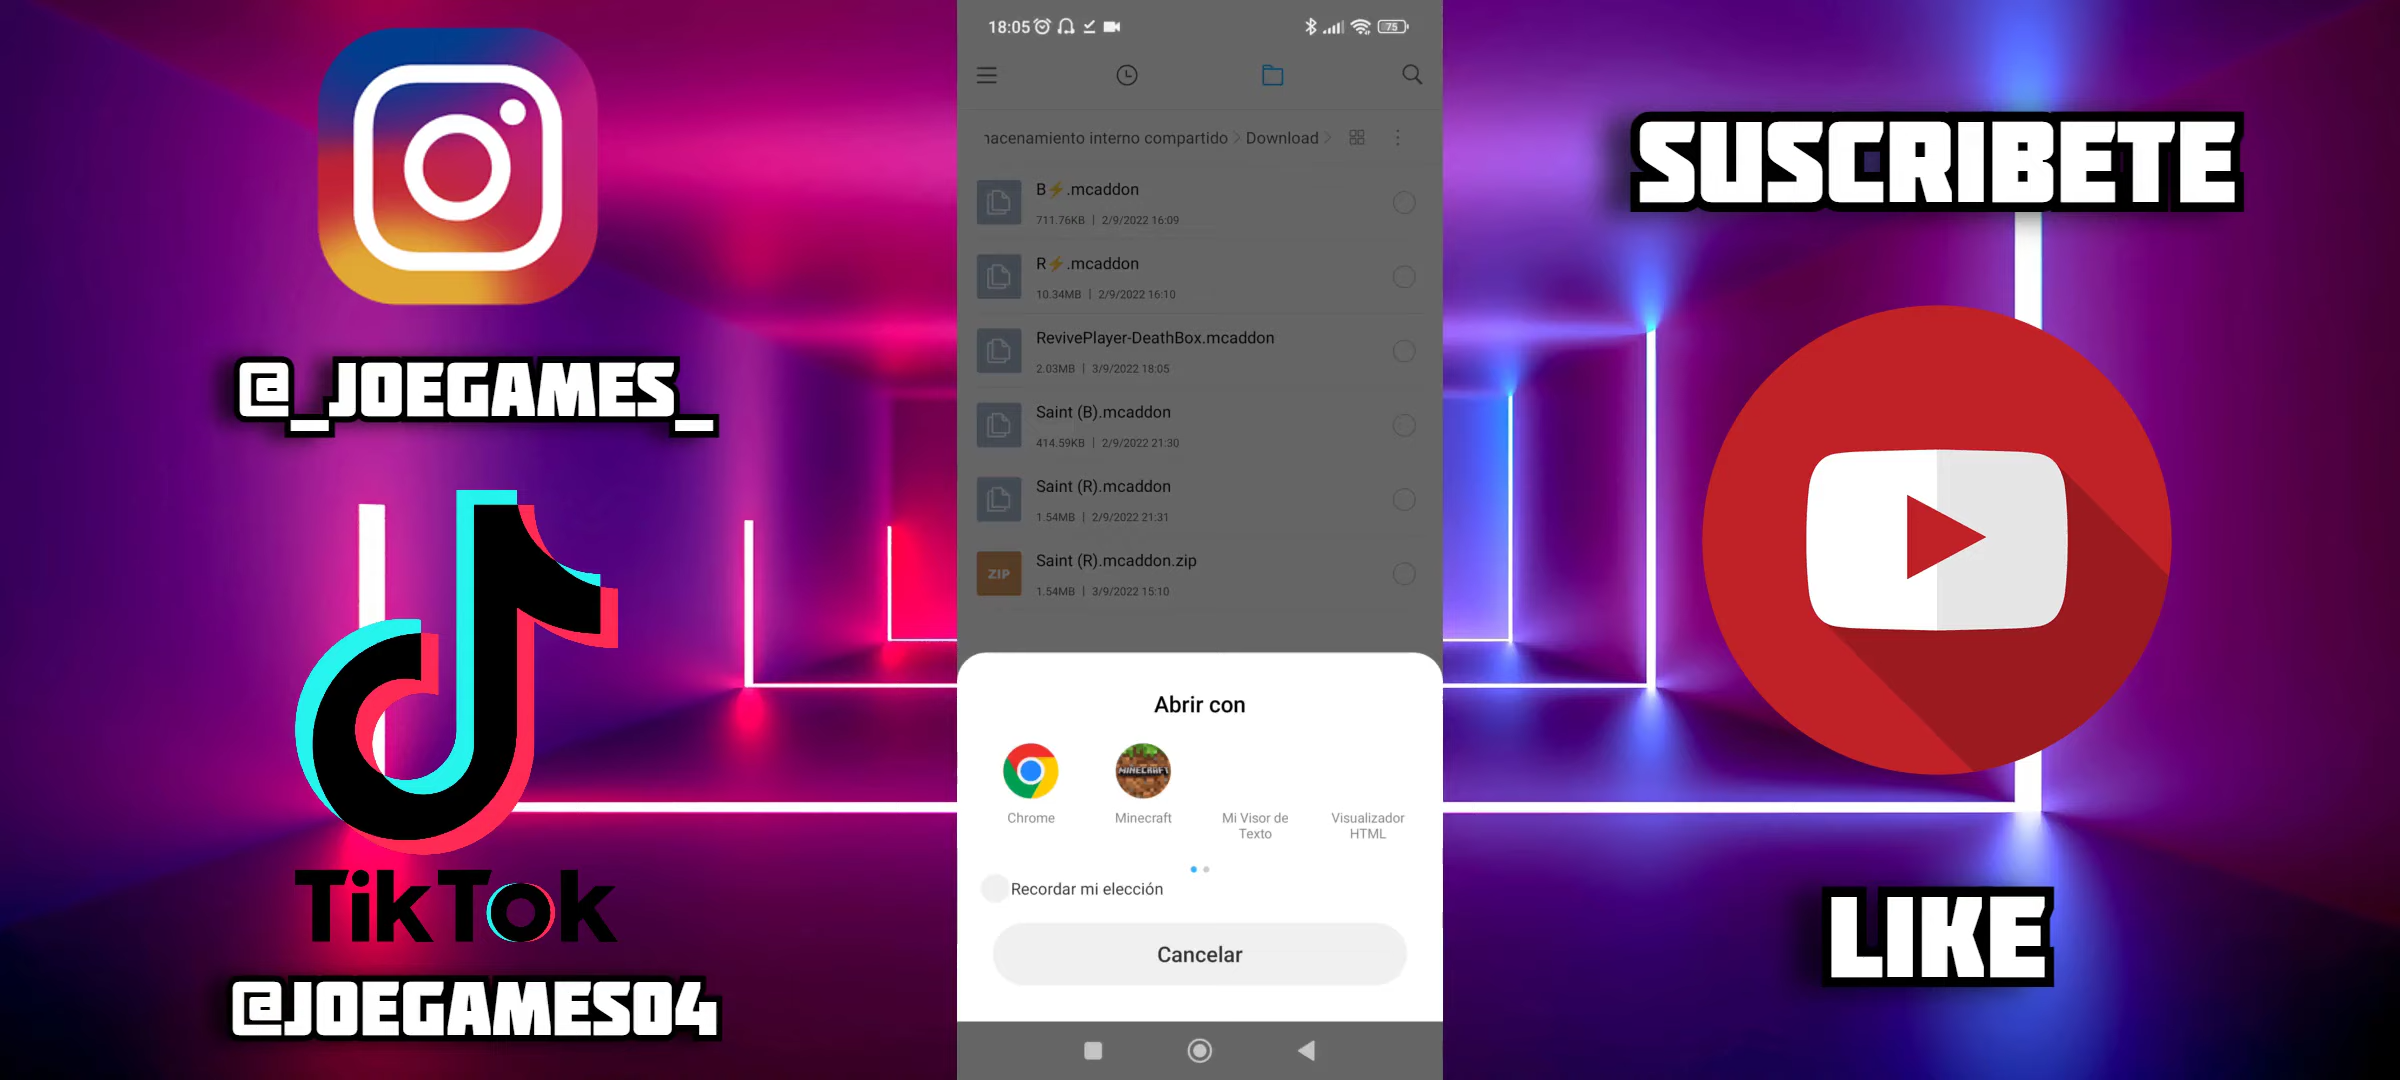 @_JOEGAMES_
TikTok
@JOEGAMES04
18:05
75
nacenamiento interno compartido > Download >
B⚡.mcaddon
711.76KB | 2/9/2022 16:09
R⚡.mcaddon
10.34MB | 2/9/2022 16:10
RevivePlayer-DeathBox.mcaddon
2.03MB | 3/9/2022 18:05
Saint (B).mcaddon
414.59KB | 2/9/2022 21:30
Saint (R).mcaddon
1.54MB | 2/9/2022 21:31
ZIP
Saint (R).mcaddon.zip
1.54MB | 3/9/2022 15:10
Abrir con
MINECRAFT
Chrome
Minecraft
Mi Visor de
Texto
Visualizador
HTML
Recordar mi elección
Cancelar
SUSCRIBETE
LIKE